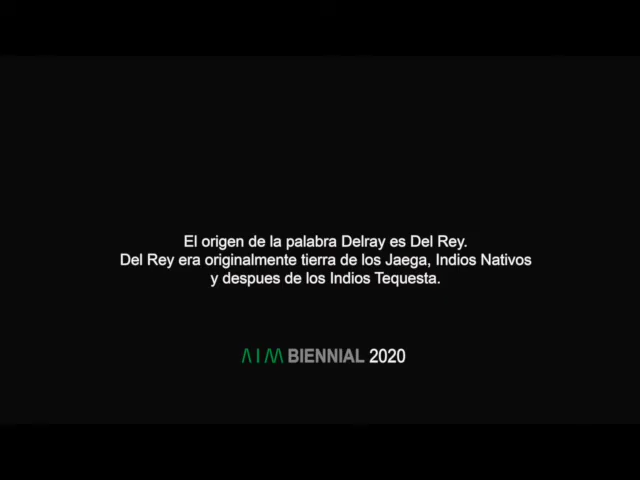 El origen de la palabra Delray es Del Rey.
Del Rey era originalmente tierra de los Jaega, Indios Nativos
y despues de los Indios Tequesta.
AIM BIENNIAL 2020